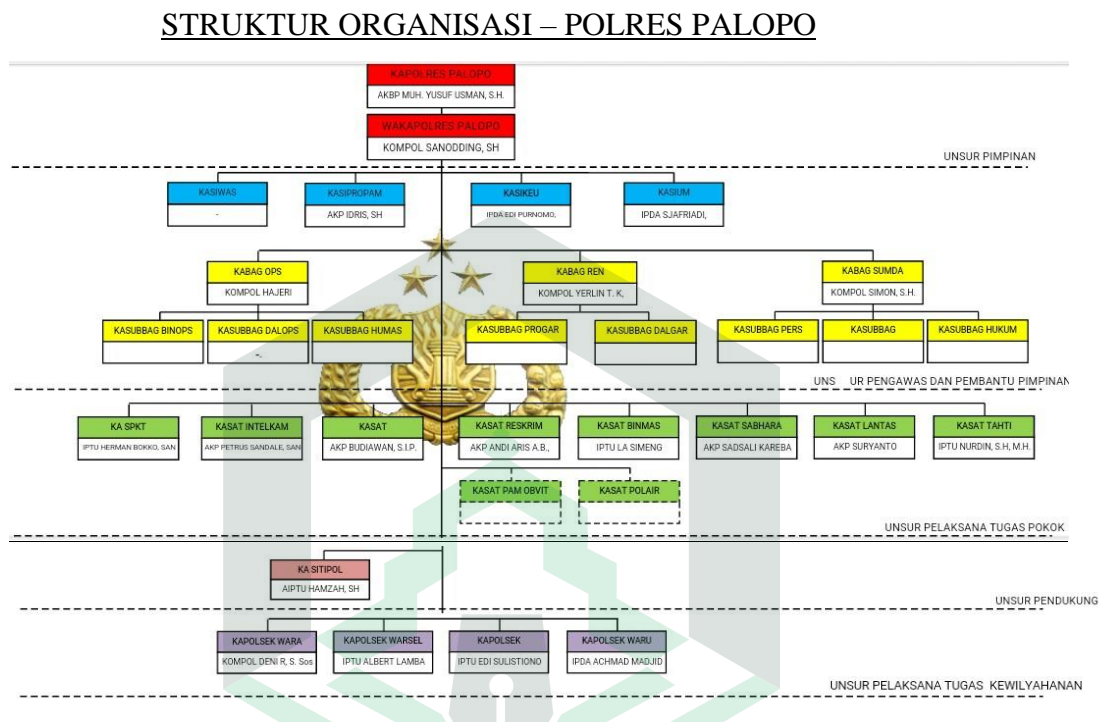 STRUKTUR ORGANISASI – POLRES PALOPO
KAPOLRES PALOPO
AKBP MUH. YUSUF USMAN, S.H.
WAKAPOLRES PALOPO
KOMPOL SANODDING, SH
UNSUR PIMPINAN
KASIWAS
-
KASIPROPAM
AKP IDRIS, SH
KASIKEU
IPDA EDI PURNOMO,
KASIUM
IPDA SJAFRIADI,
KABAG OPS
KOMPOL HAJERI
KABAG REN
KOMPOL YERLIN T. K,
KABAG SUMDA
KOMPOL SIMON, S.H.
KASUBBAG BINOPS
KASUBBAG DALOPS
-.
KASUBBAG HUMAS
KASUBBAG PROGAR
KASUBBAG DALGAR
KASUBBAG PERS
KASUBBAG
KASUBBAG HUKUM
UNS UR PENGAWAS DAN PEMBANTU PIMPINAN
KA SPKT
IPTU HERMAN BOKKO, SAN
KASAT INTELKAM
AKP PETRUS SANDALE, SAN
KASAT
AKP BUDIAWAN, S.I.P.
KASAT RESKRIM
AKP ANDI ARIS A.B.,
KASAT BINMAS
IPTU LA SIMENG
KASAT SABHARA
AKP SADSALI KAREBA
KASAT LANTAS
AKP SURYANTO
KASAT TAHTI
IPTU NURDIN, S.H, M.H.
KASAT PAM OBVIT
KASAT POLAIR
UNSUR PELAKSANA TUGAS POKOK
KA SITIPOL
AIPTU HAMZAH, SH
UNSUR PENDUKUNG
KAPOLSEK WARA
KOMPOL DENI R, S. Sos
KAPOLSEK WARSEL
IPTU ALBERT LAMBA
KAPOLSEK
IPTU EDI SULISTIONO
KAPOLSEK WARU
IPDA ACHMAD MADJID
UNSUR PELAKSANA TUGAS KEWILYAHANAN